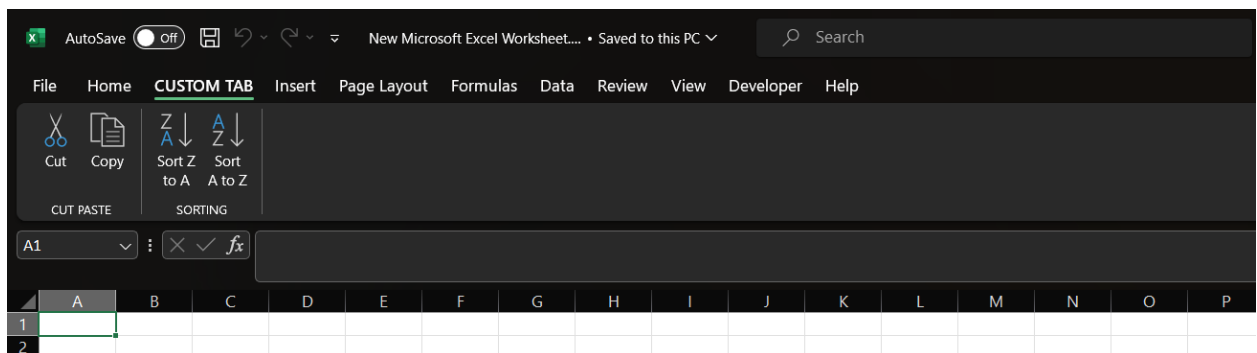 AutoSave Off New Microsoft Excel Worksheet.... • Saved to this PC Search
File Home CUSTOM TAB Insert Page Layout Formulas Data Review View Developer Help
Z A A Z
Cut Copy Sort Z Sort
to A A to Z
CUT PASTE SORTING
A1 fx
A B C D E F G H I J K L M N O P
1
2